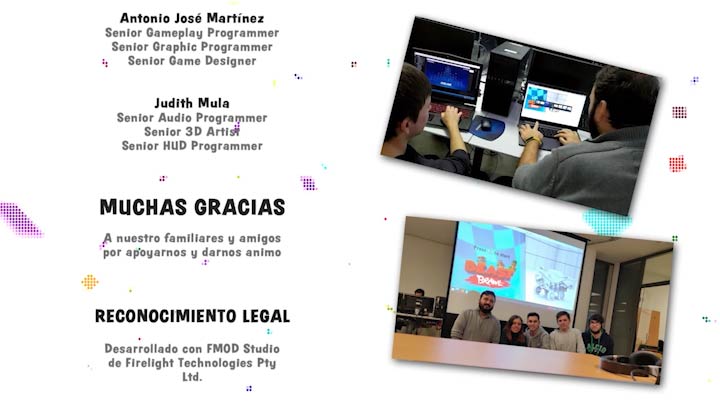 Antonio José Martínez
Senior Gameplay Programmer
Senior Graphic Programmer
Senior Game Designer
Judith Mula
Senior Audio Programmer
Senior 3D Artist
Senior HUD Programmer
MUCHAS GRACIAS
A nuestro familiares y amigos
por apoyarnos y darnos animo
RECONOCIMIENTO LEGAL
Desarrollado con FMOD Studio
de Firelight Technologies Pty
Ltd.